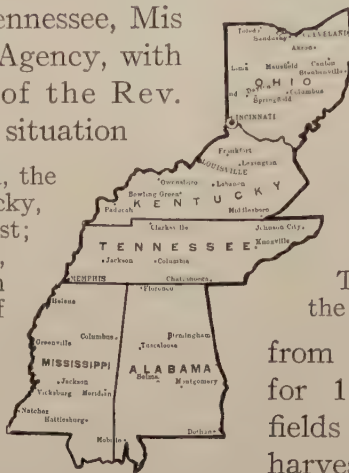 ennessee, Mis
Agency, with
of the Rev.
situation
, the
cky,
st;
Toledo
Sandusky CLEVELAND
Akron
Lima Mansfield Canton
Steubenville
OHIO
Dayton Columbus
Springfield
CINCINNATI
Frankfort
LOUISVILLE Lexington
Owensboro Lebanon
Bowling Green
KENTUCKY
Paducah Middlesboro
Clarksville Johnson City
TENNESSEE Knoxville
Jackson Columbia
MEMPHIS Chattanooga
Florence
Helena
Columbus Birmingham
Greenville Tuscaloosa
MISSISSIPPI ALABAMA
Jackson Selma Montgomery
Vicksburg Meridian
Natchez
Hattiesburg Dothan
Mobile
T
the
from
for 1
fields
harves